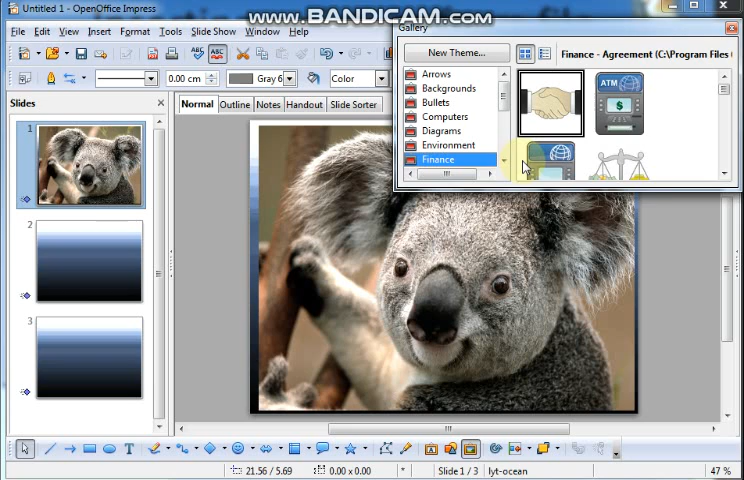 Untitled 1 - OpenOffice Impress
www.BANDICAM.com
File Edit View Insert Format Tools Slide Show Window Help
Gallery
New Theme...
Finance - Agreement (C:\Program Files (
0.00 cm
Gray 6
Color
Arrows
Backgrounds
Bullets
Computers
Diagrams
Environment
Finance
ATM
$
Slides
Normal Outline Notes Handout Slide Sorter
1
2
3
T
A
21.56 / 5.69
0.00 x 0.00
*
Slide 1 / 3
lyt-ocean
47 %